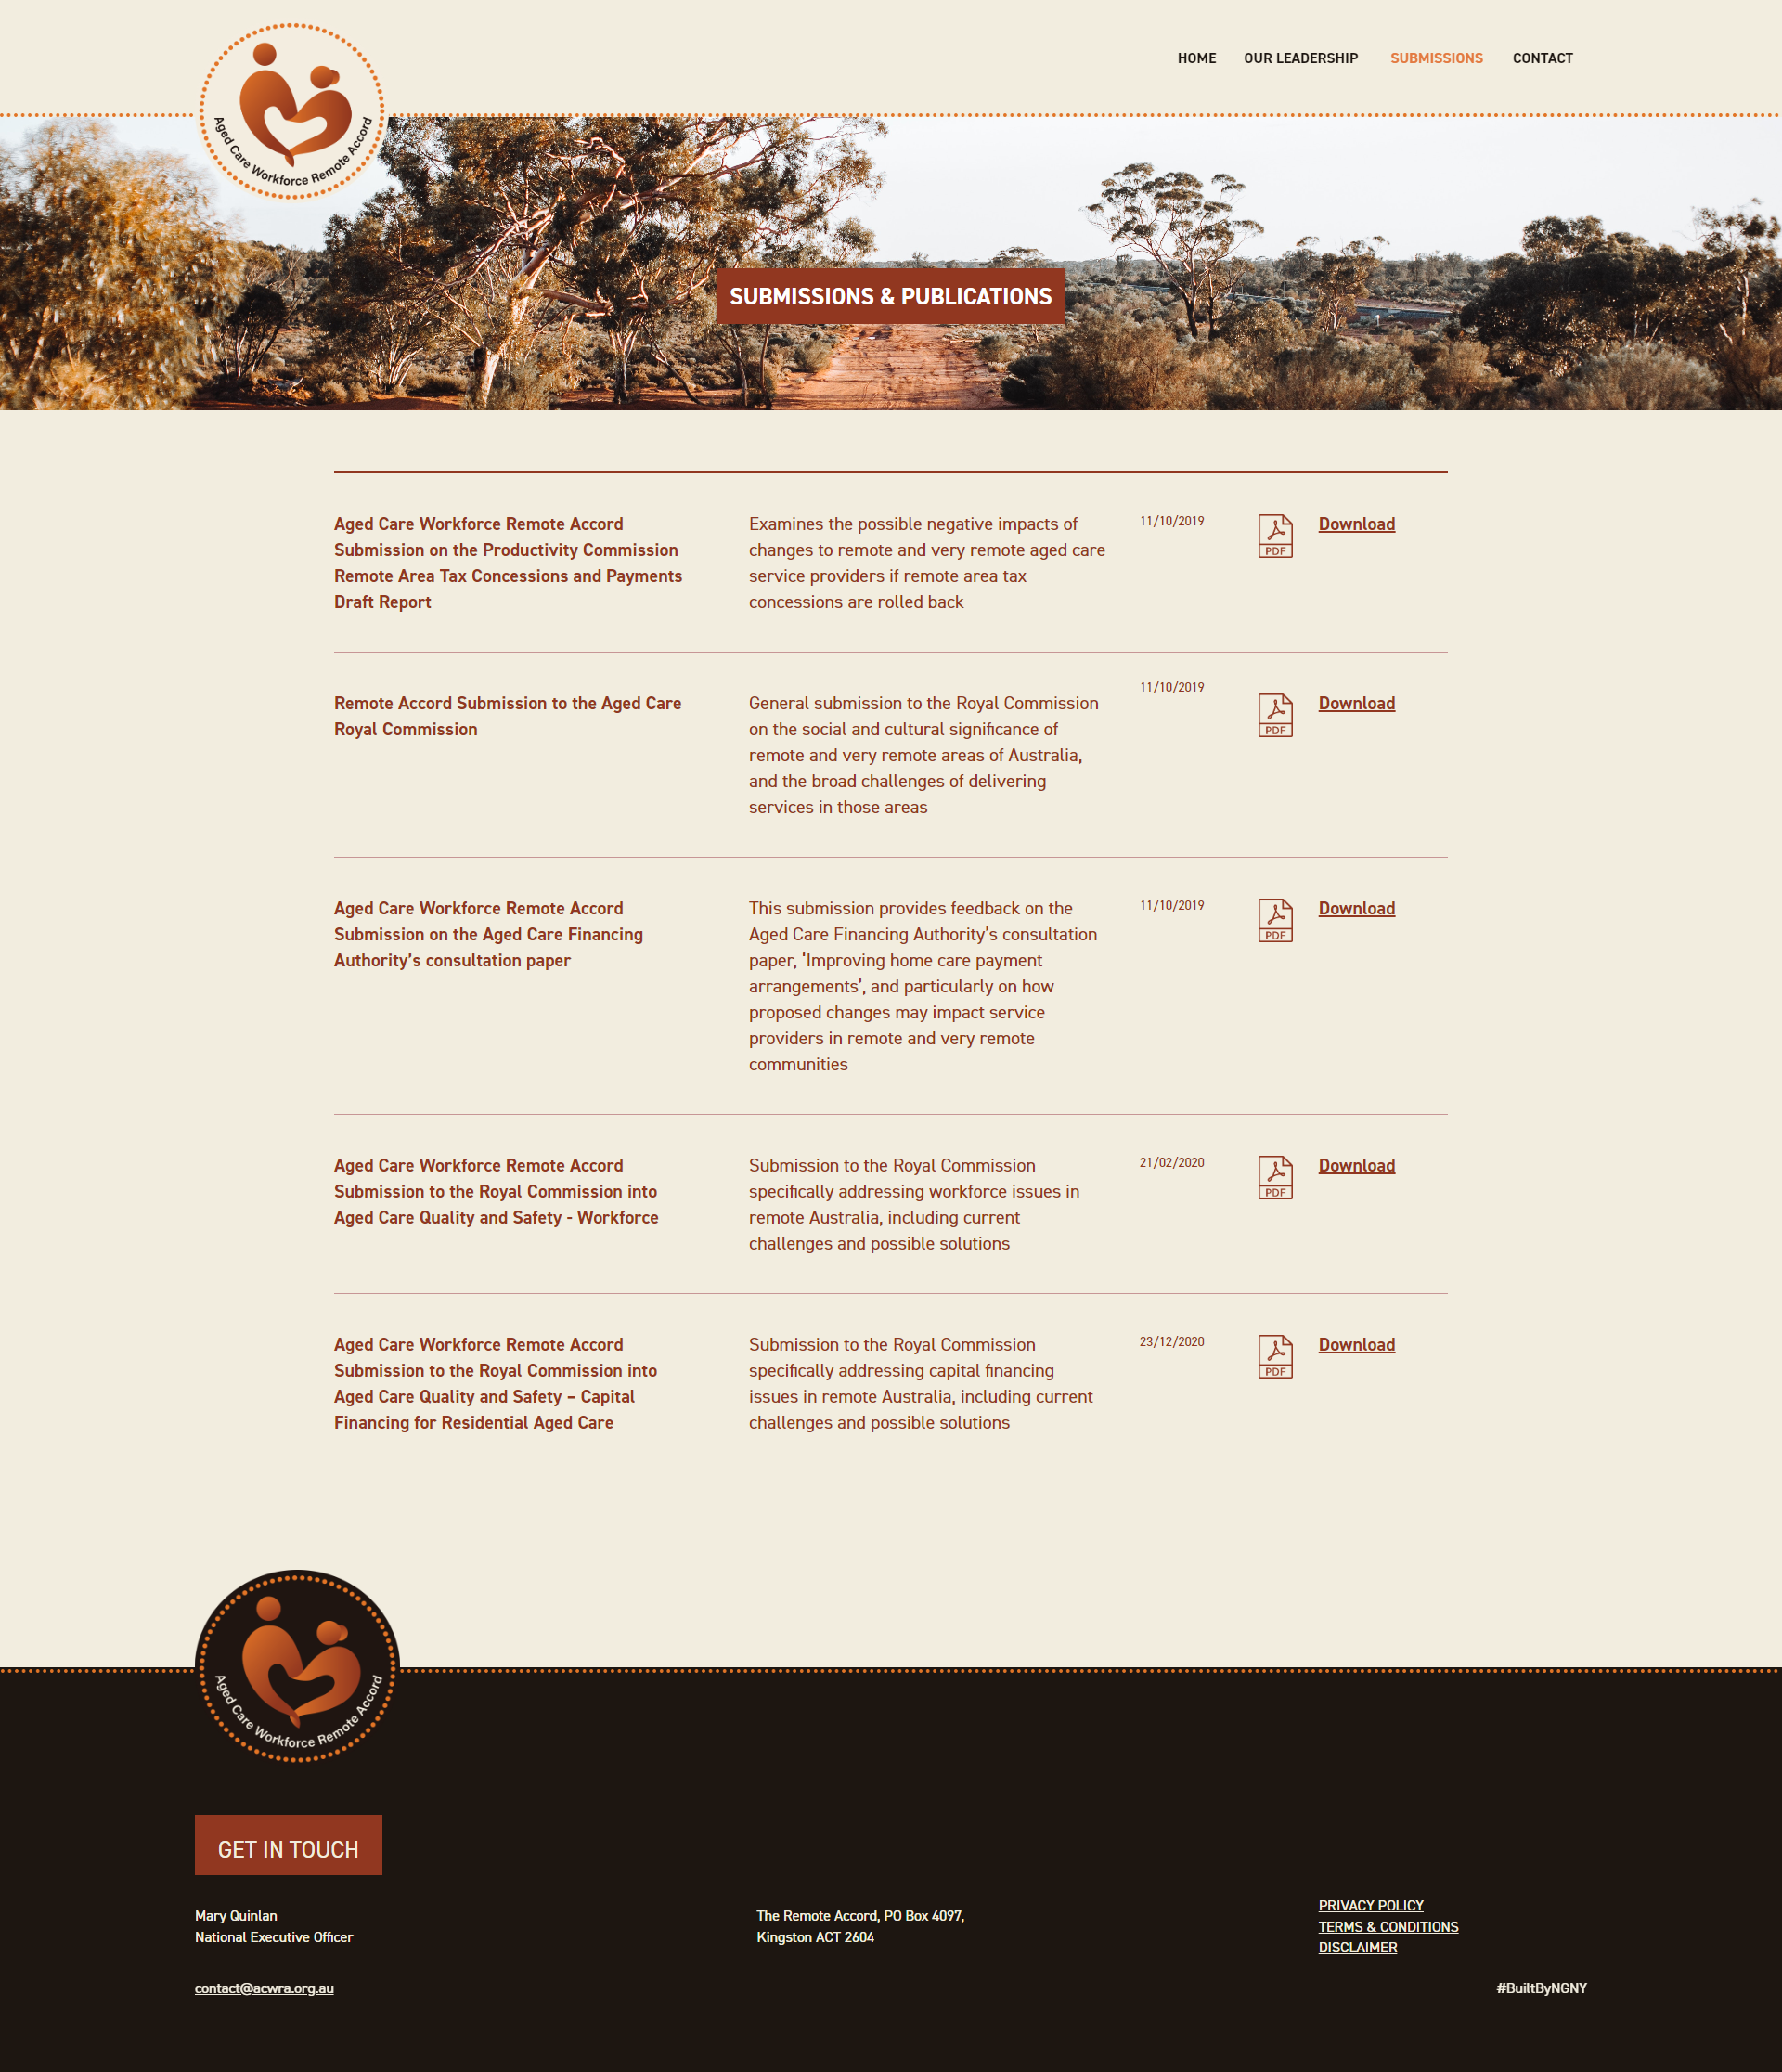 Aged Care Workforce Remote Accord
HOME OUR LEADERSHIP SUBMISSIONS CONTACT
SUBMISSIONS & PUBLICATIONS
Aged Care Workforce Remote Accord
Submission on the Productivity Commission
Remote Area Tax Concessions and Payments
Draft Report
Examines the possible negative impacts of
changes to remote and very remote aged care
service providers if remote area tax
concessions are rolled back
11/10/2019
PDF
Download
Remote Accord Submission to the Aged Care
Royal Commission
General submission to the Royal Commission
on the social and cultural significance of
remote and very remote areas of Australia,
and the broad challenges of delivering
services in those areas
11/10/2019
PDF
Download
Aged Care Workforce Remote Accord
Submission on the Aged Care Financing
Authority’s consultation paper
This submission provides feedback on the
Aged Care Financing Authority’s consultation
paper, ‘Improving home care payment
arrangements’, and particularly on how
proposed changes may impact service
providers in remote and very remote
communities
11/10/2019
PDF
Download
Aged Care Workforce Remote Accord
Submission to the Royal Commission into
Aged Care Quality and Safety - Workforce
Submission to the Royal Commission
specifically addressing workforce issues in
remote Australia, including current
challenges and possible solutions
21/02/2020
PDF
Download
Aged Care Workforce Remote Accord
Submission to the Royal Commission into
Aged Care Quality and Safety – Capital
Financing for Residential Aged Care
Submission to the Royal Commission
specifically addressing capital financing
issues in remote Australia, including current
challenges and possible solutions
23/12/2020
PDF
Download
Aged Care Workforce Remote Accord
GET IN TOUCH
Mary Quinlan
National Executive Officer
contact@acwra.org.au
The Remote Accord, PO Box 4097,
Kingston ACT 2604
PRIVACY POLICY
TERMS & CONDITIONS
DISCLAIMER
#BuiltByNGNY